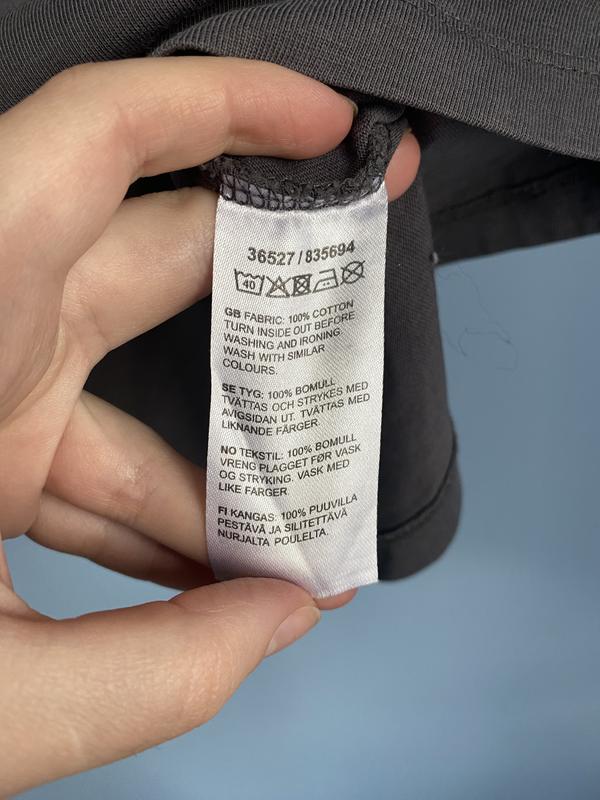 36527 / 835694
40
GB FABRIC: 100% COTTON
TURN INSIDE OUT BEFORE
WASHING AND IRONING.
WASH WITH SIMILAR
COLOURS.
SE TYG: 100% BOMULL
TVÄTTAS OCH STRYKES MED
AVIGSIDAN UT. TVÄTTAS MED
LIKNANDE FÄRGER.
NO TEKSTIL: 100% BOMULL
VRENG PLAGGET FØR VASK
OG STRYKING. VASK MED
LIKE FARGER.
FI KANGAS: 100% PUUVILLA
PESTÄVÄ JA SILITETTÄVÄ
NURJALTA POULELTA.